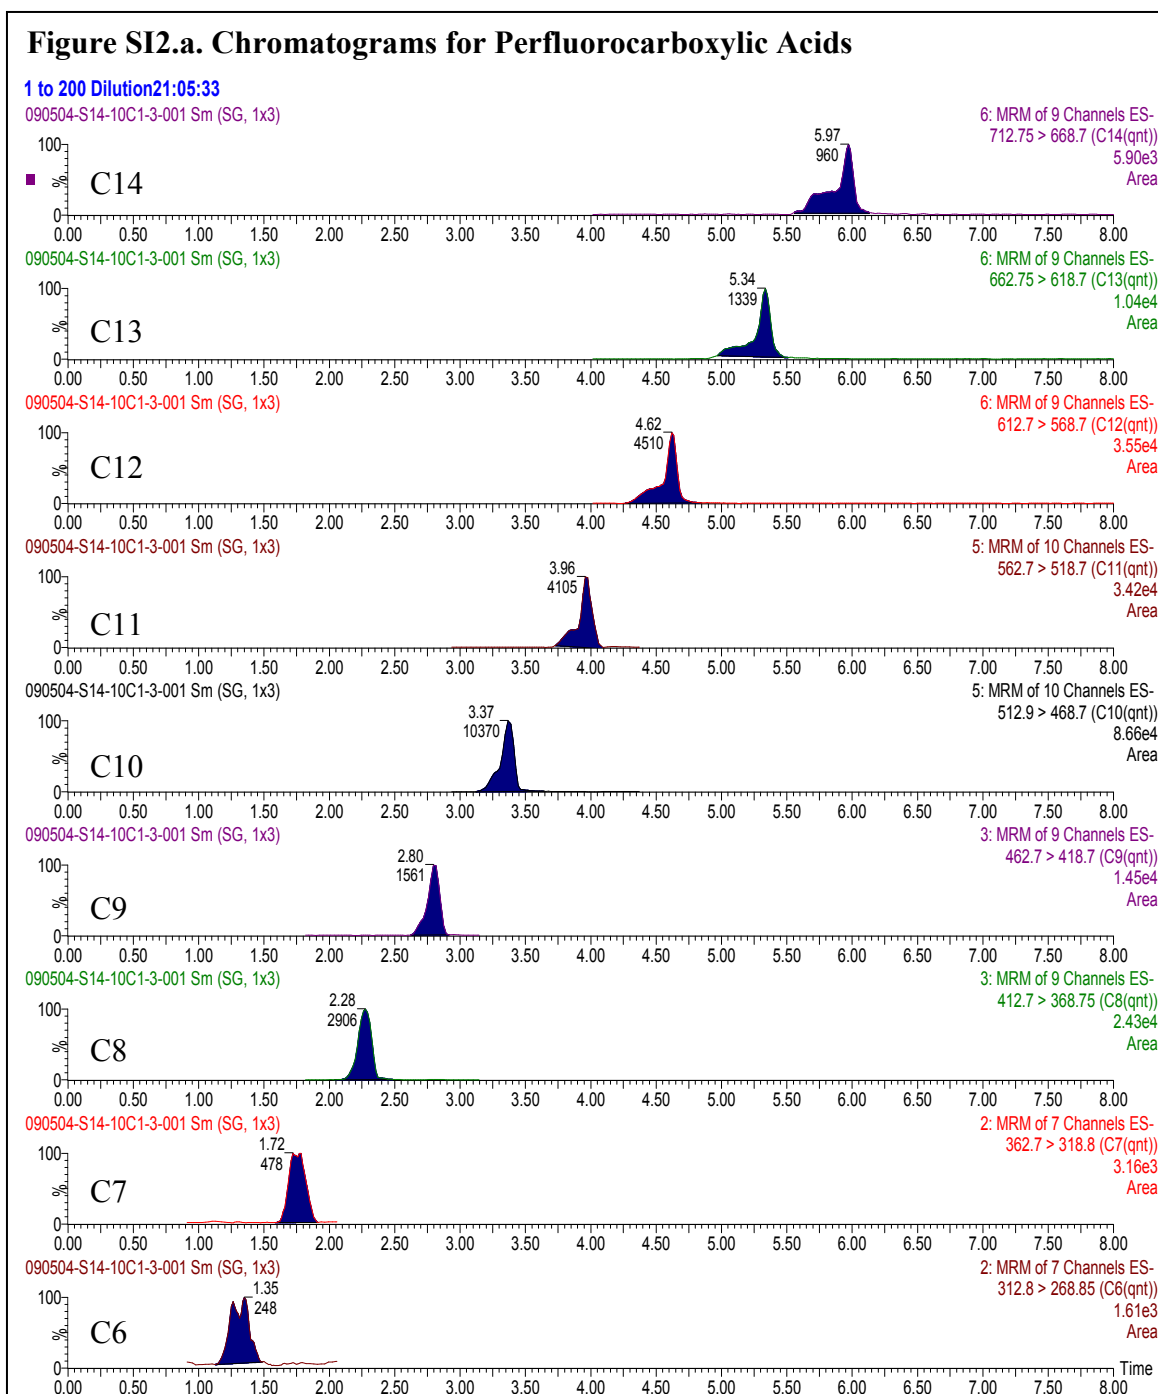 Figure SI2.a. Chromatograms for Perfluorocarboxylic Acids
1 to 200 Dilution21:05:33
090504-S14-10C1-3-001 Sm (SG, 1x3)
6: MRM of 9 Channels ES-
712.75 > 668.7 (C14(qnt))
5.90e3
Area
5.97
960
100
%
0
C14
0.00 0.50 1.00 1.50 2.00 2.50 3.00 3.50 4.00 4.50 5.00 5.50 6.00 6.50 7.00 7.50 8.00
090504-S14-10C1-3-001 Sm (SG, 1x3)
6: MRM of 9 Channels ES-
662.75 > 618.7 (C13(qnt))
1.04e4
Area
5.34
1339
100
%
0
C13
0.00 0.50 1.00 1.50 2.00 2.50 3.00 3.50 4.00 4.50 5.00 5.50 6.00 6.50 7.00 7.50 8.00
090504-S14-10C1-3-001 Sm (SG, 1x3)
6: MRM of 9 Channels ES-
612.7 > 568.7 (C12(qnt))
3.55e4
Area
4.62
4510
100
%
0
C12
0.00 0.50 1.00 1.50 2.00 2.50 3.00 3.50 4.00 4.50 5.00 5.50 6.00 6.50 7.00 7.50 8.00
090504-S14-10C1-3-001 Sm (SG, 1x3)
5: MRM of 10 Channels ES-
562.7 > 518.7 (C11(qnt))
3.42e4
Area
3.96
4105
100
%
0
C11
0.00 0.50 1.00 1.50 2.00 2.50 3.00 3.50 4.00 4.50 5.00 5.50 6.00 6.50 7.00 7.50 8.00
090504-S14-10C1-3-001 Sm (SG, 1x3)
5: MRM of 10 Channels ES-
512.9 > 468.7 (C10(qnt))
8.66e4
Area
3.37
10370
100
%
0
C10
0.00 0.50 1.00 1.50 2.00 2.50 3.00 3.50 4.00 4.50 5.00 5.50 6.00 6.50 7.00 7.50 8.00
090504-S14-10C1-3-001 Sm (SG, 1x3)
3: MRM of 9 Channels ES-
462.7 > 418.7 (C9(qnt))
1.45e4
Area
2.80
1561
100
%
0
C9
0.00 0.50 1.00 1.50 2.00 2.50 3.00 3.50 4.00 4.50 5.00 5.50 6.00 6.50 7.00 7.50 8.00
090504-S14-10C1-3-001 Sm (SG, 1x3)
3: MRM of 9 Channels ES-
412.7 > 368.75 (C8(qnt))
2.43e4
Area
2.28
2906
100
%
0
C8
0.00 0.50 1.00 1.50 2.00 2.50 3.00 3.50 4.00 4.50 5.00 5.50 6.00 6.50 7.00 7.50 8.00
090504-S14-10C1-3-001 Sm (SG, 1x3)
2: MRM of 7 Channels ES-
362.7 > 318.8 (C7(qnt))
3.16e3
Area
1.72
478
100
%
0
C7
0.00 0.50 1.00 1.50 2.00 2.50 3.00 3.50 4.00 4.50 5.00 5.50 6.00 6.50 7.00 7.50 8.00
090504-S14-10C1-3-001 Sm (SG, 1x3)
2: MRM of 7 Channels ES-
312.8 > 268.85 (C6(qnt))
1.61e3
Area
1.35
248
100
%
0
C6
Time
0.00 0.50 1.00 1.50 2.00 2.50 3.00 3.50 4.00 4.50 5.00 5.50 6.00 6.50 7.00 7.50 8.00